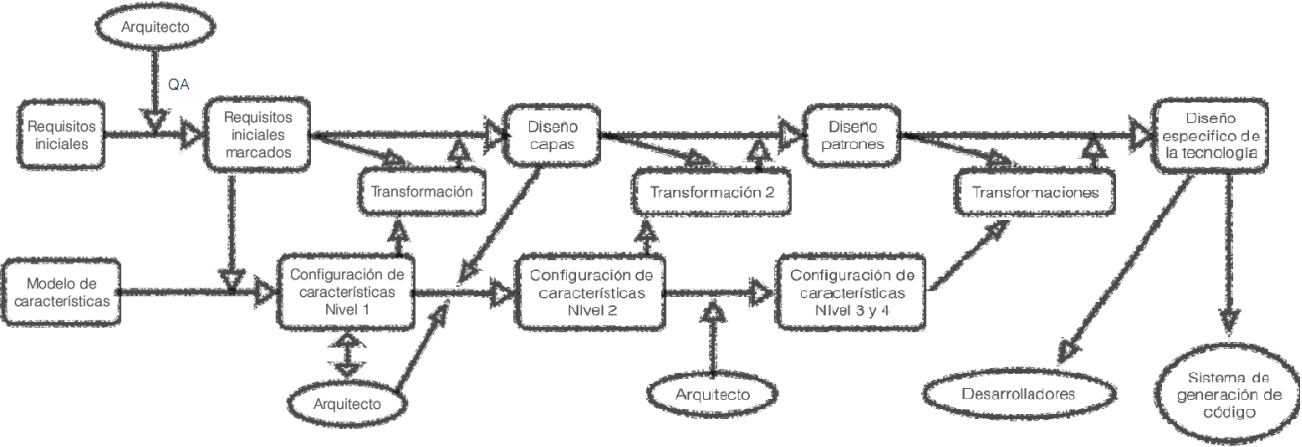 Arquitecto
QA
Requisitos
iniciales
Requisitos
iniciales
marcados
Diseño
capas
Diseño
patrones
Diseño
especifico de
la tecnología
Transformación
Transformación 2
Transformaciones
Modelo de
características
Configuración de
características
Nivel 1
Configuración de
características
Nivel 2
Configuración de
características
Nivel 3 y 4
Arquitecto
Arquitecto
Desarrolladores
Sistema de
generación de
código